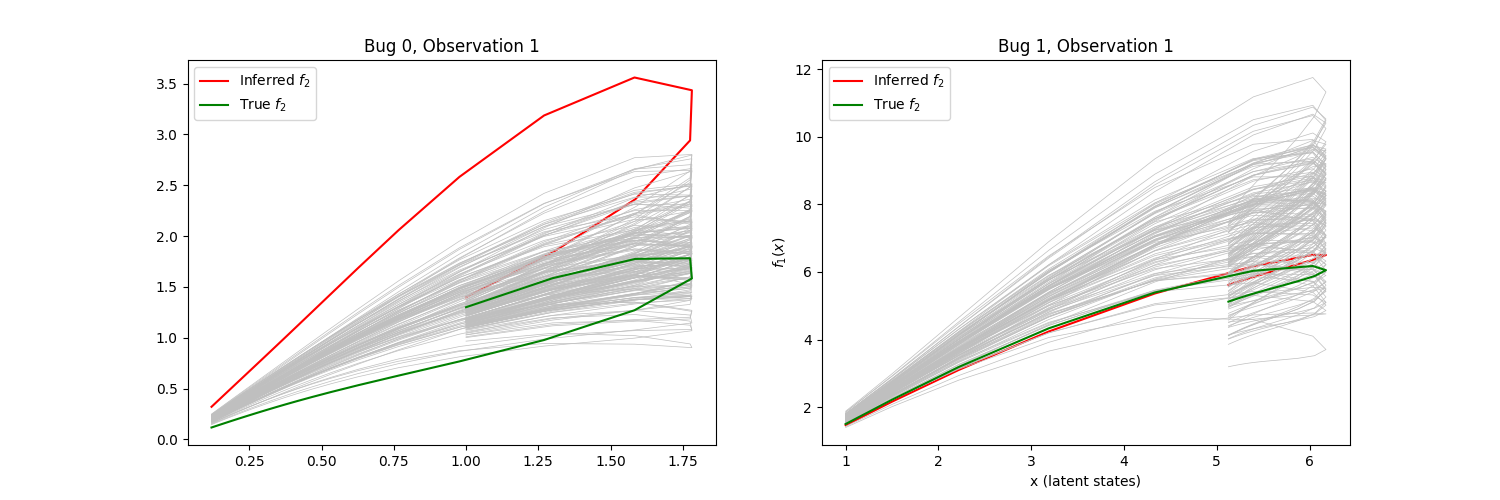 Bug 0, Observation 1
Inferred f₂
True f₂
3.5
3.0
2.5
2.0
1.5
1.0
0.5
0.0
0.25 0.50 0.75 1.00 1.25 1.50 1.75
Bug 1, Observation 1
Inferred f₂
True f₂
12
10
8
6
4
2
f₁(x)
1 2 3 4 5 6
x (latent states)